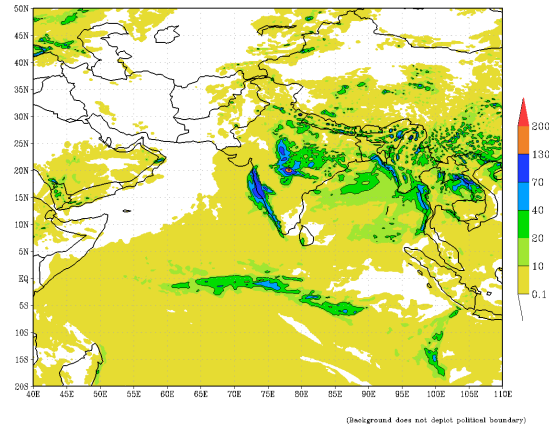 50N
45N
40N
35N
30N
25N
20N
15N
10N
5N
EQ
5S
10S
15S
20S
40E 45E 50E 55E 60E 65E 70E 75E 80E 85E 90E 95E 100E 105E 110E
200
130
70
40
20
10
0.1
(Background does not depict political boundary)